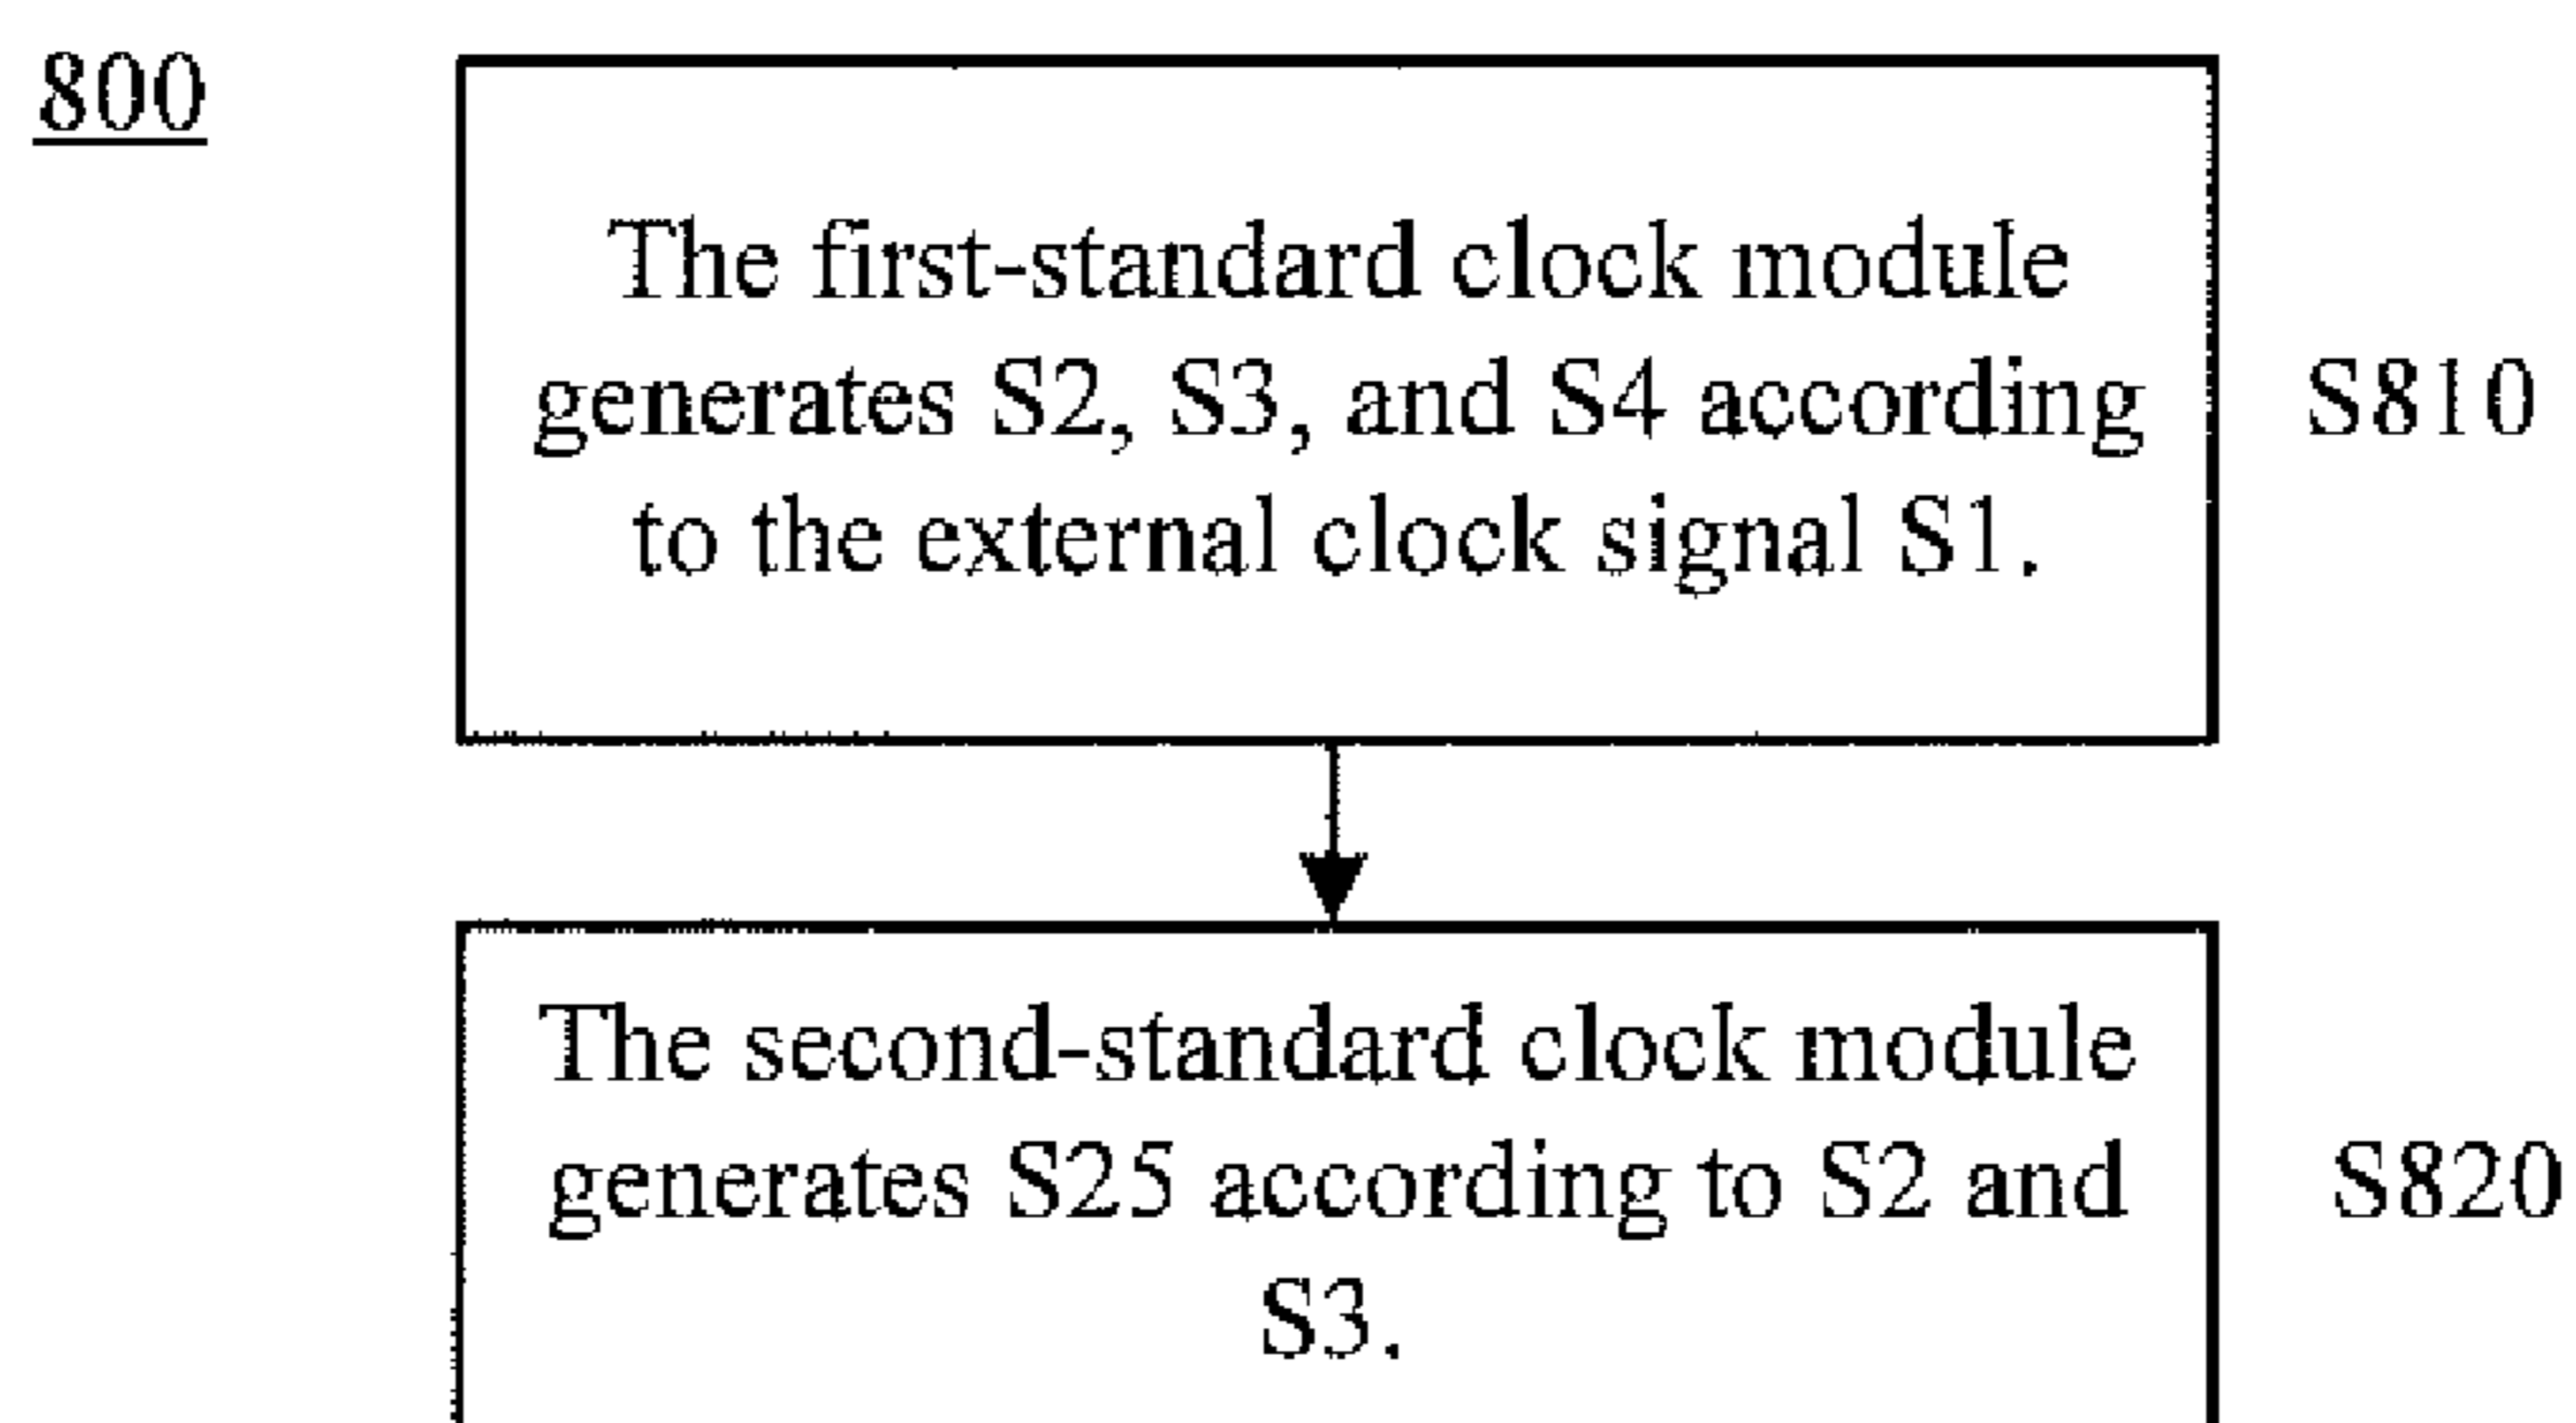 800
The first-standard clock module
generates S2, S3, and S4 according
to the external clock signal S1.
S810
The second-standard clock module
generates S25 according to S2 and
S3.
S820